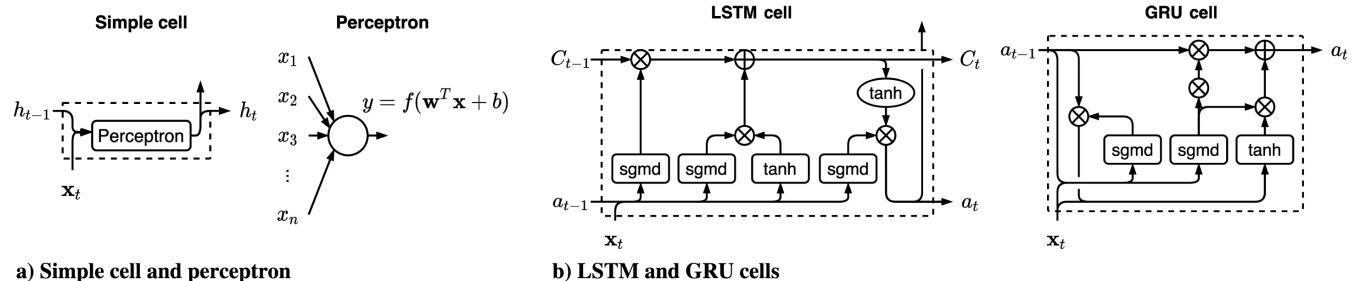 Simple cell
h_{t-1}
Perceptron
h_t
x_t
Perceptron
x_1
x_2
x_3
⋮
x_n
y = f(w^T x + b)
a) Simple cell and perceptron
LSTM cell
C_{t-1}
C_t
tanh
sgmd sgmd tanh sgmd
a_{t-1}
a_t
x_t
GRU cell
a_{t-1}
a_t
sgmd sgmd tanh
x_t
b) LSTM and GRU cells